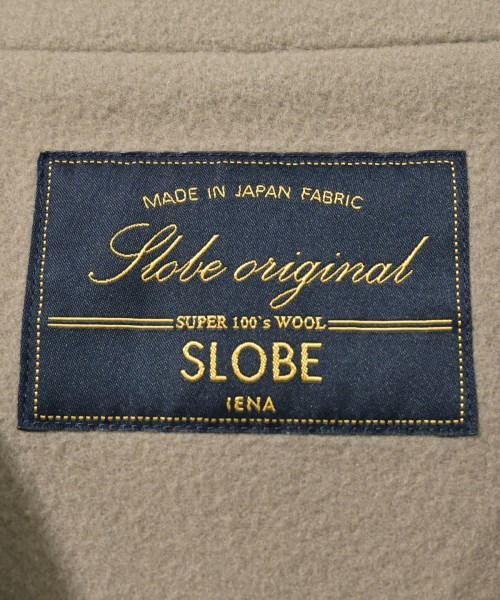 MADE IN JAPAN FABRIC
Slobe original
SUPER 100's WOOL
SLOBE
IENA